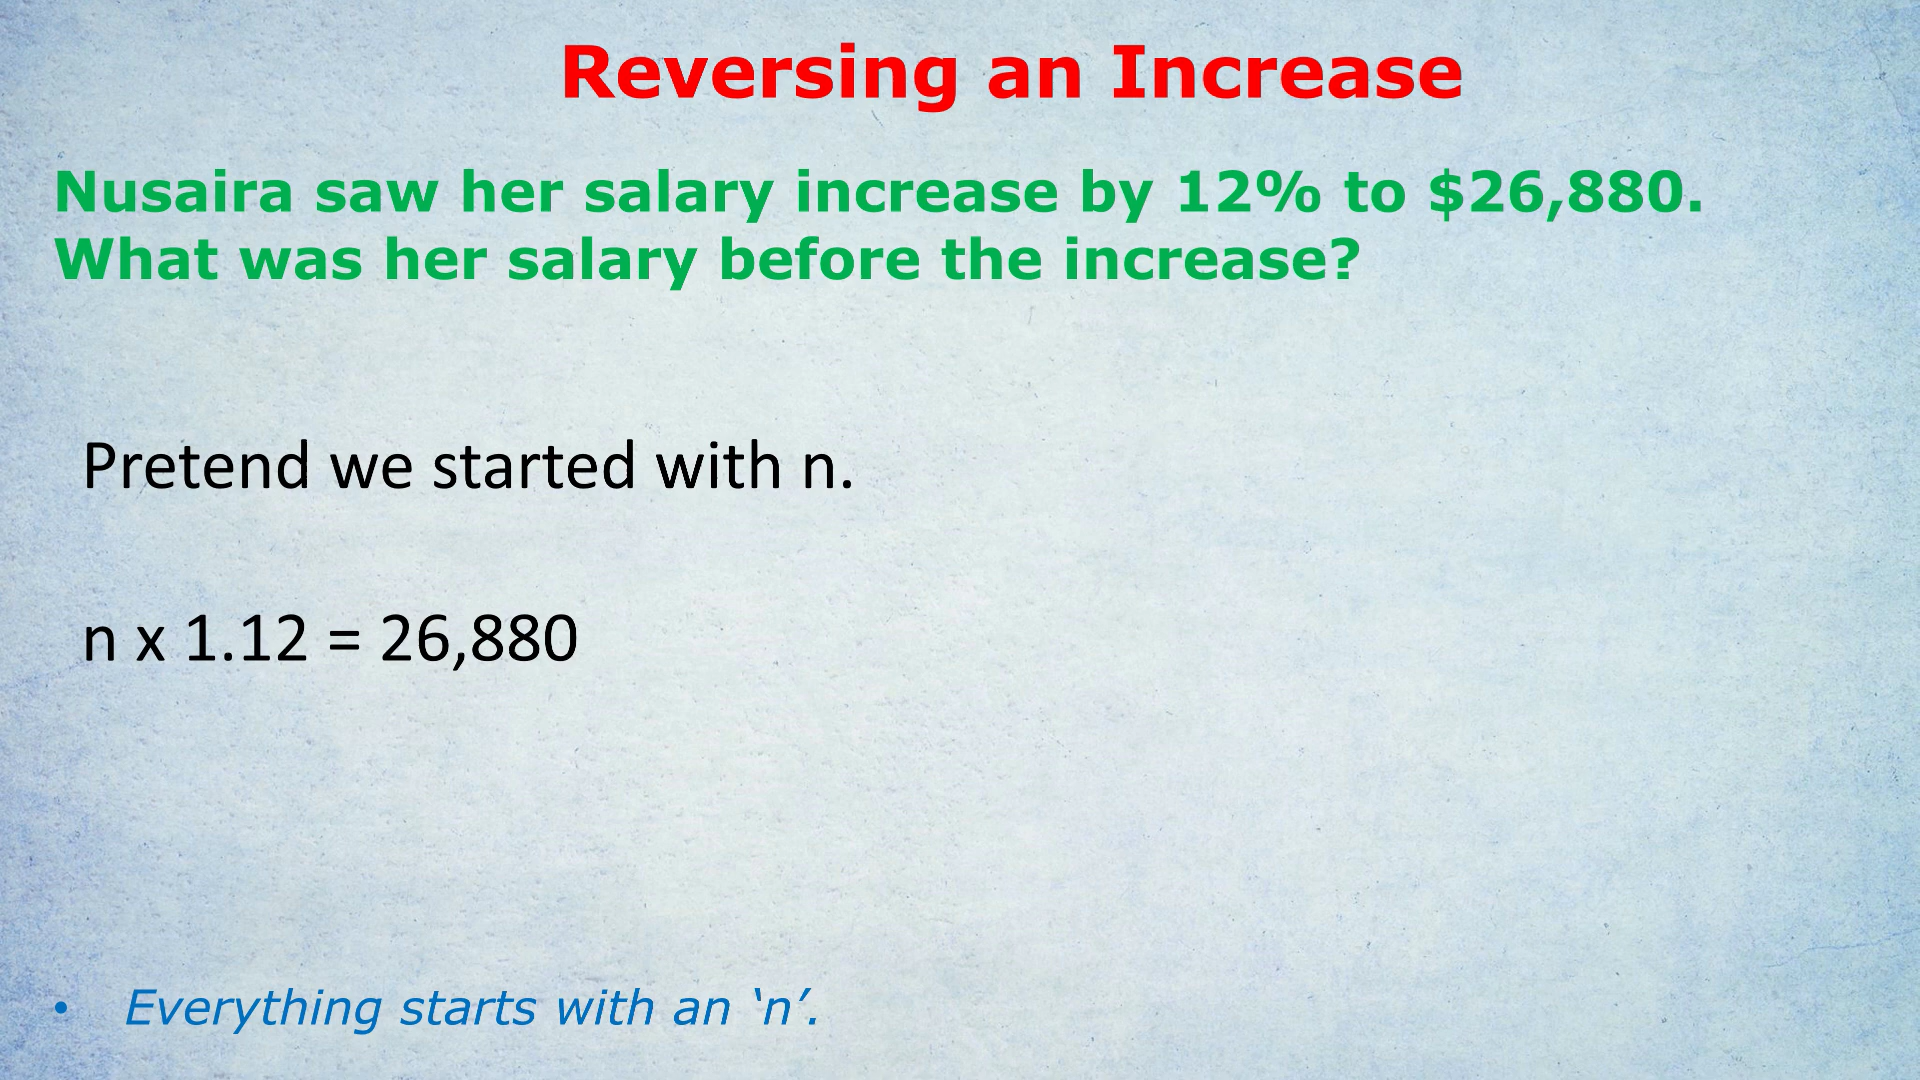 Reversing an Increase
Nusaira saw her salary increase by 12% to $26,880.
What was her salary before the increase?
Pretend we started with n.
n x 1.12 = 26,880
• Everything starts with an ‘n’.